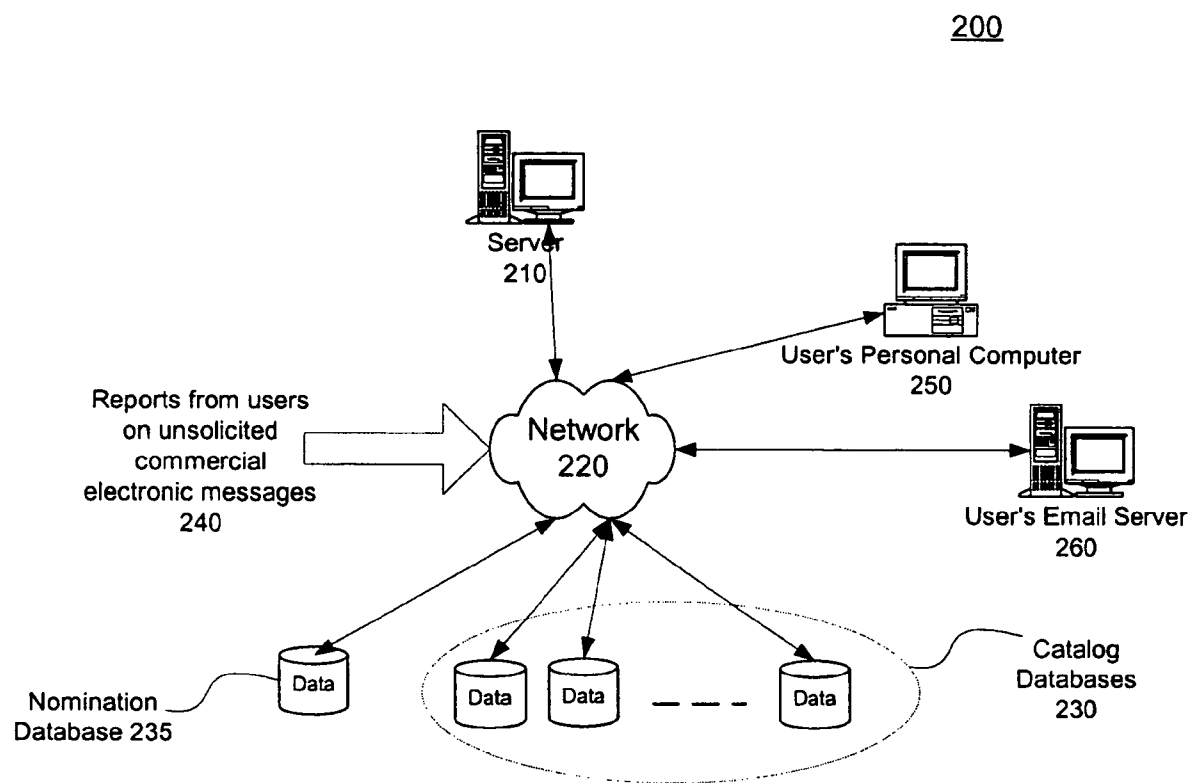 200
Server
210
User's Personal Computer
250
Reports from users
on unsolicited
commercial
electronic messages
240
Network
220
User's Email Server
260
Data
Data
Data
Data
Nomination
Database 235
Catalog
Databases
230